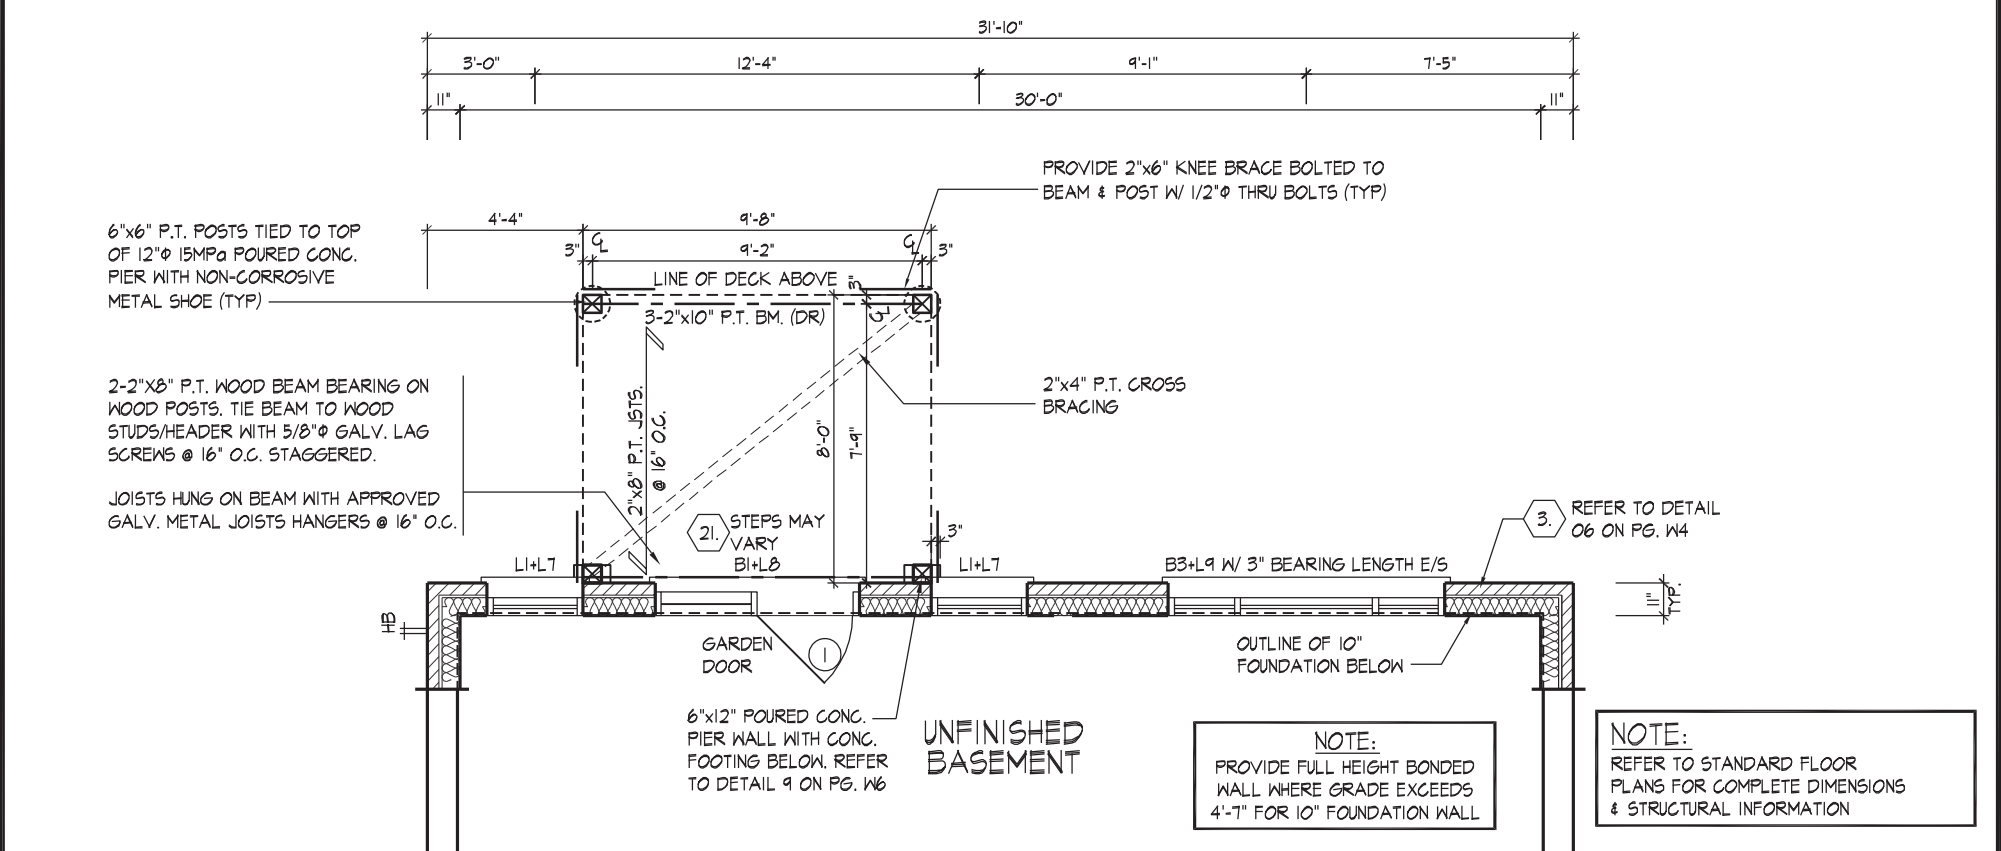 31'-10"
3'-0"
12'-4"
9'-1"
7'-5"
11"
30'-0"
11"
PROVIDE 2"x6" KNEE BRACE BOLTED TO
BEAM & POST W/ 1/2"Φ THRU BOLTS (TYP)
4'-4"
9'-8"
6"x6" P.T. POSTS TIED TO TOP
OF 12"Φ 15MPa POURED CONC.
PIER WITH NON-CORROSIVE
METAL SHOE (TYP)
3"
CL
9'-2"
CL
3"
LINE OF DECK ABOVE
3"
3-2"x10" P.T. BM. (DR)
3"
2-2"X8" P.T. WOOD BEAM BEARING ON
WOOD POSTS. TIE BEAM TO WOOD
STUDS/HEADER WITH 5/8"Φ GALV. LAG
SCREWS @ 16" O.C. STAGGERED.
JOISTS HUNG ON BEAM WITH APPROVED
GALV. METAL JOISTS HANGERS @ 16" O.C.
2"x8" P.T. JSTS.
@ 16" O.C.
8'-0"
7'-9"
2"x4" P.T. CROSS
BRACING
21.
STEPS MAY
VARY
3"
3.
REFER TO DETAIL
06 ON PG. W4
L1+L7
B1+L8
L1+L7
B3+L9 W/ 3" BEARING LENGTH E/S
11"
TYP.
HB
GARDEN
DOOR
1
OUTLINE OF 10"
FOUNDATION BELOW
6"x12" POURED CONC.
PIER WALL WITH CONC.
FOOTING BELOW. REFER
TO DETAIL 9 ON PG. W6
UNFINISHED
BASEMENT
NOTE:
PROVIDE FULL HEIGHT BONDED
WALL WHERE GRADE EXCEEDS
4'-7" FOR 10" FOUNDATION WALL
NOTE:
REFER TO STANDARD FLOOR
PLANS FOR COMPLETE DIMENSIONS
& STRUCTURAL INFORMATION